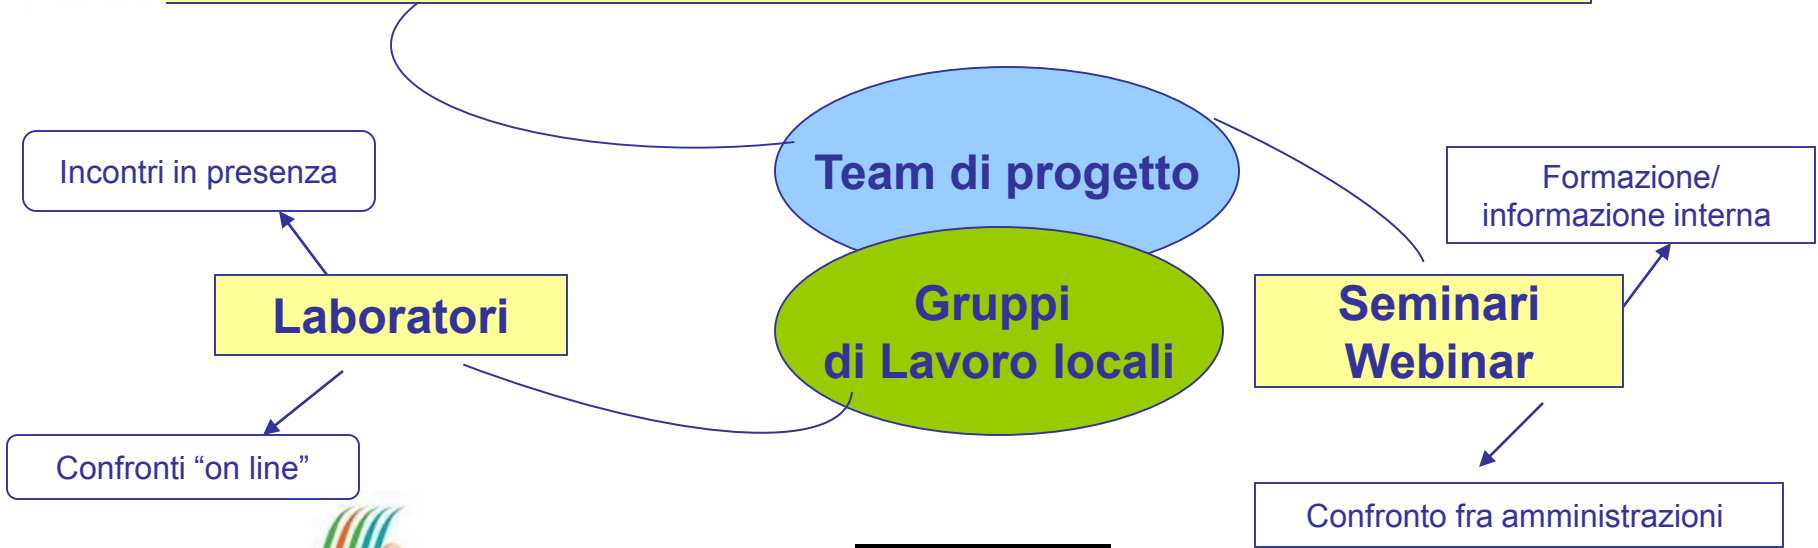 Team di progetto
Incontri in presenza
Formazione/
informazione interna
Laboratori
Gruppi
di Lavoro locali
Seminari
Webinar
Confronti “on line”
Confronto fra amministrazioni